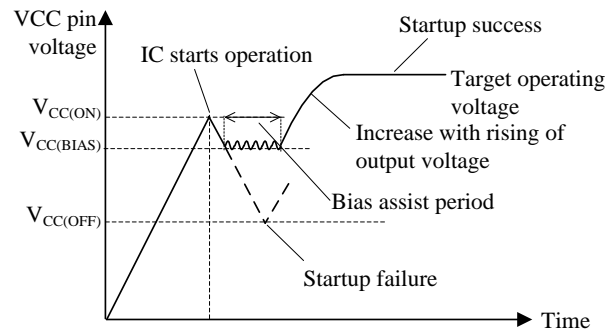 VCC pin
voltage
Startup success
IC starts operation
Target operating
voltage
VCC(ON)
Increase with rising of
output voltage
VCC(BIAS)
Bias assist period
VCC(OFF)
Startup failure
Time